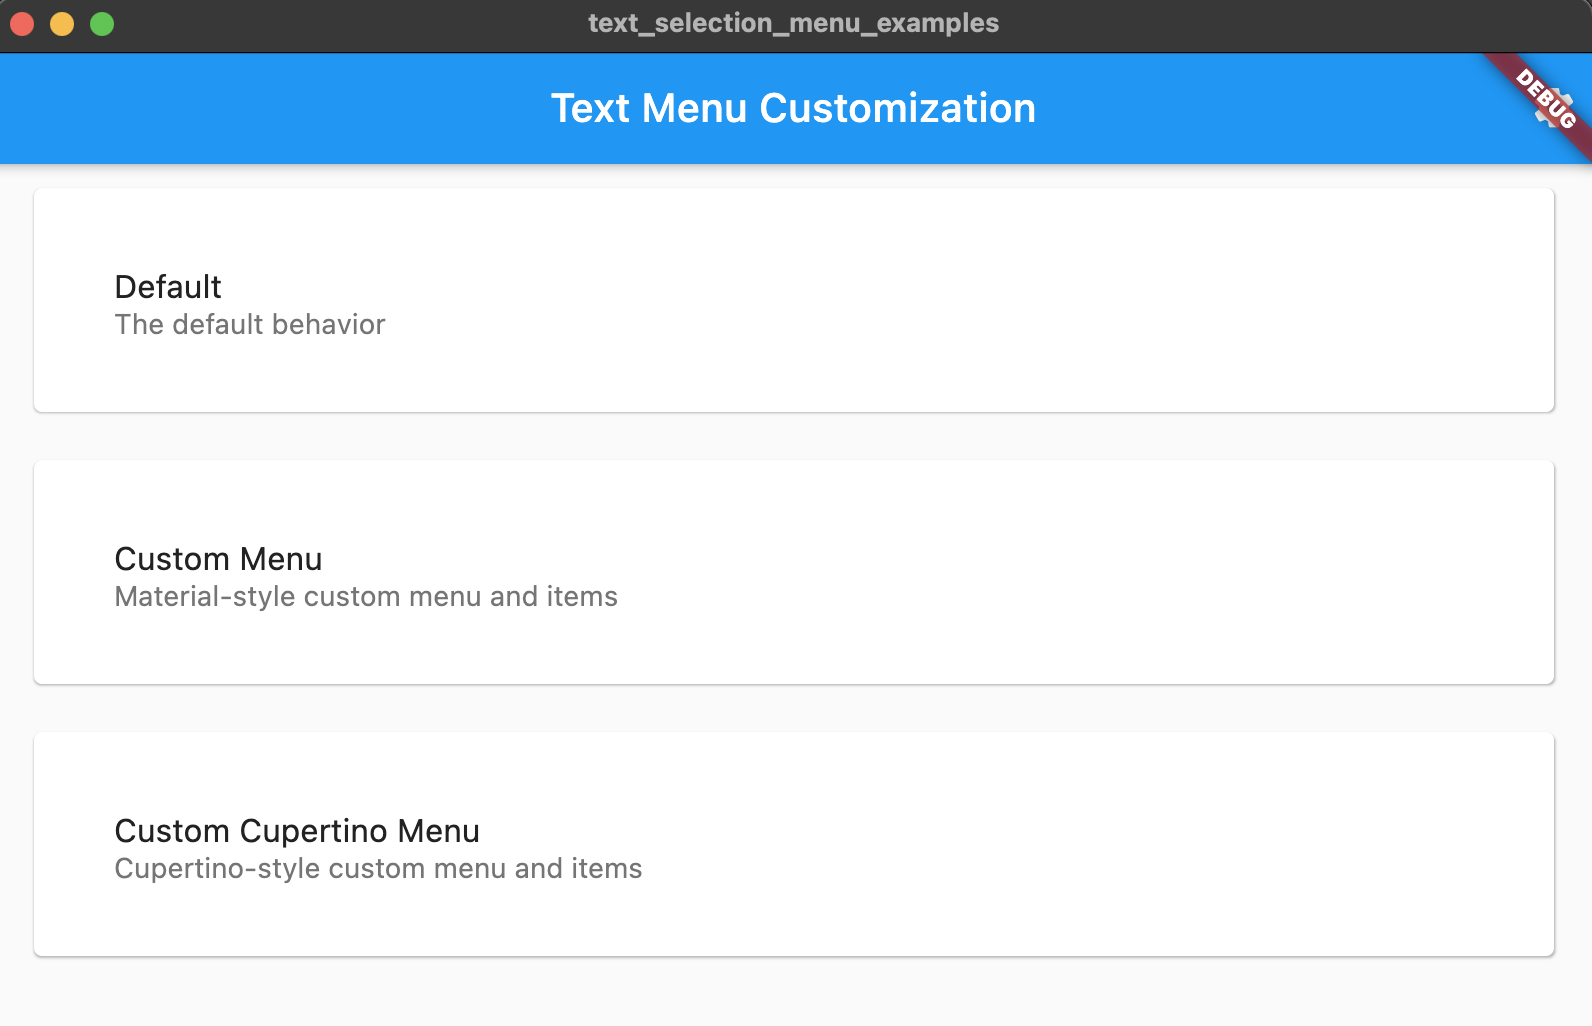 text_selection_menu_examples
Text Menu Customization
DEBUG
Default
The default behavior
Custom Menu
Material-style custom menu and items
Custom Cupertino Menu
Cupertino-style custom menu and items